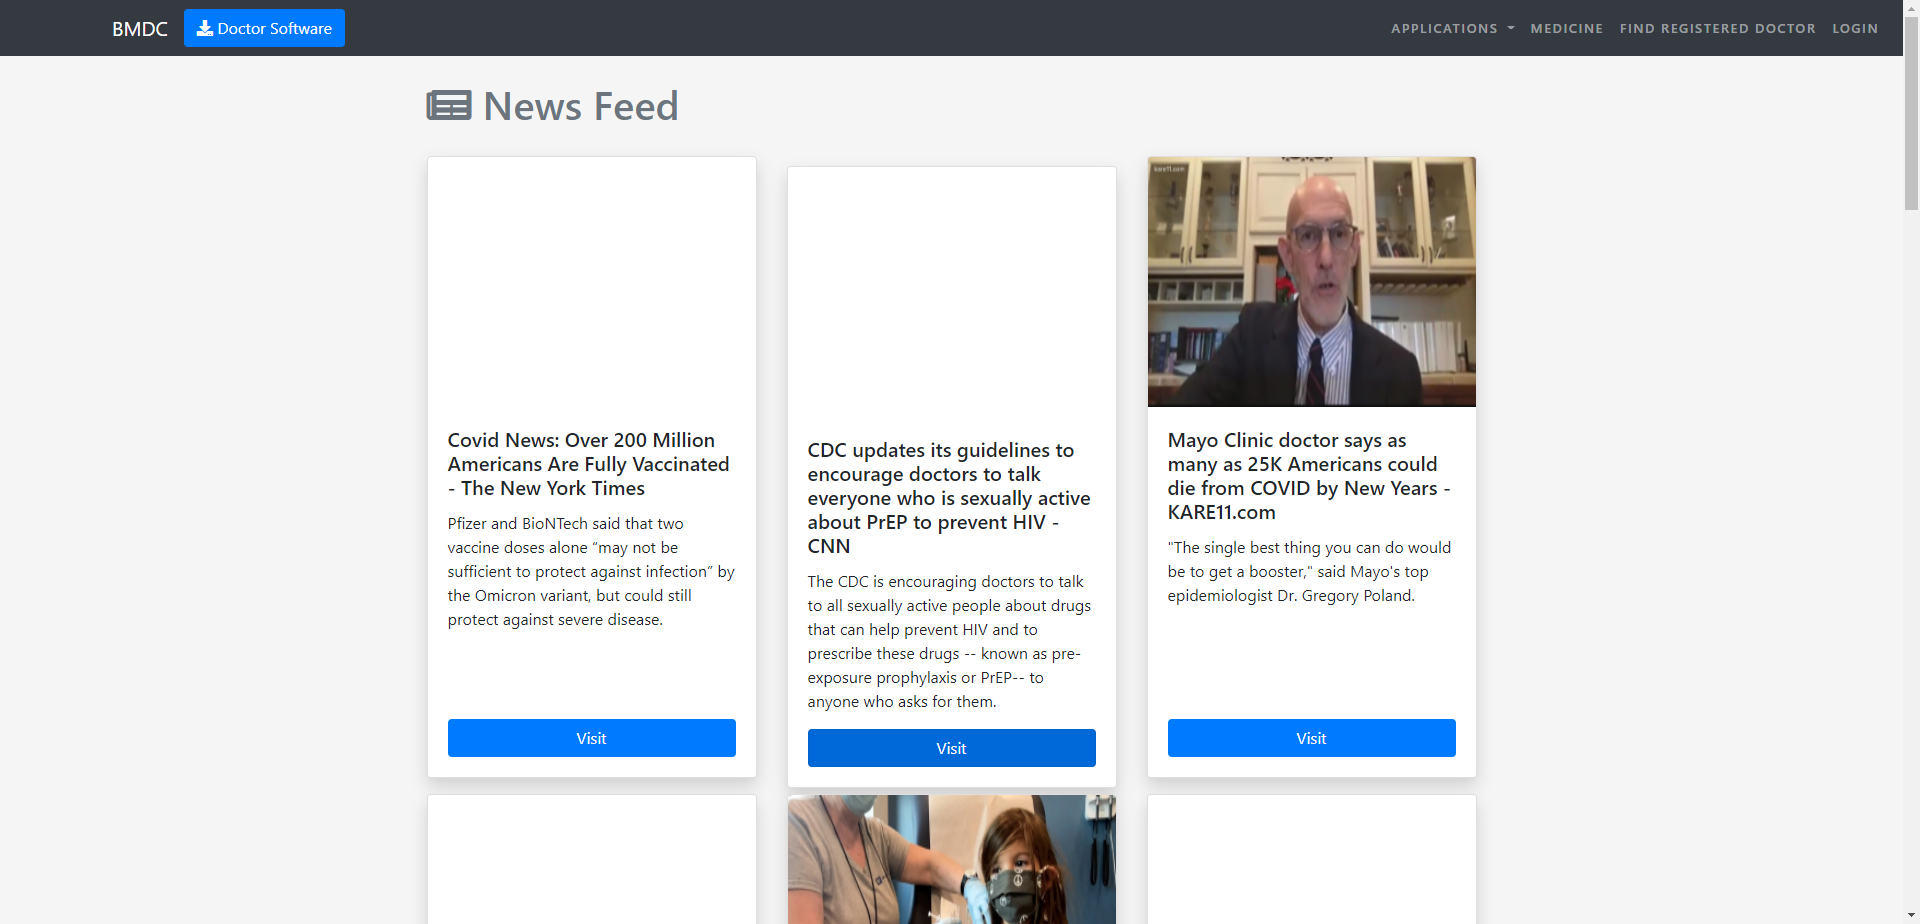 BMDC
Doctor Software
APPLICATIONS
MEDICINE
FIND REGISTERED DOCTOR
LOGIN
News Feed
Covid News: Over 200 Million
Americans Are Fully Vaccinated
- The New York Times
Pfizer and BioNTech said that two
vaccine doses alone “may not be
sufficient to protect against infection” by
the Omicron variant, but could still
protect against severe disease.
Visit
CDC updates its guidelines to
encourage doctors to talk
everyone who is sexually active
about PrEP to prevent HIV -
CNN
The CDC is encouraging doctors to talk
to all sexually active people about drugs
that can help prevent HIV and to
prescribe these drugs -- known as pre-
exposure prophylaxis or PrEP-- to
anyone who asks for them.
Visit
kare11.com
Mayo Clinic doctor says as
many as 25K Americans could
die from COVID by New Years -
KARE11.com
"The single best thing you can do would
be to get a booster," said Mayo's top
epidemiologist Dr. Gregory Poland.
Visit